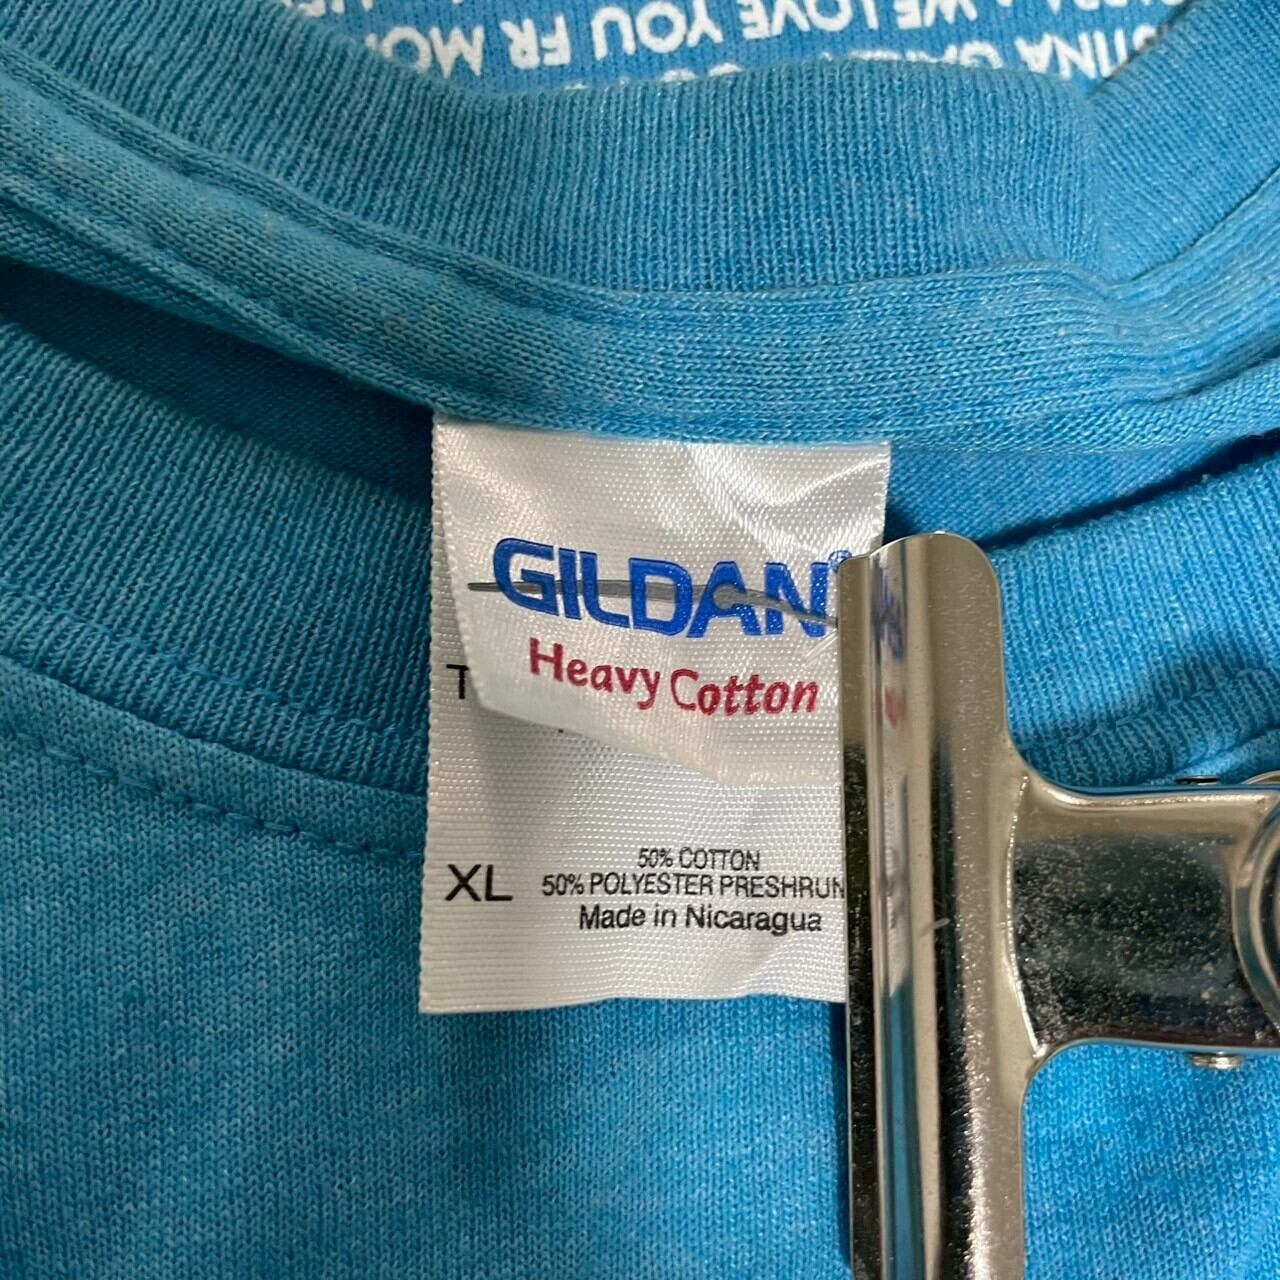 WE LOVE YOU FR
GILDAN®
Heavy Cotton
T
XL
50% COTTON
50% POLYESTER PRESHRUN
Made in Nicaragua